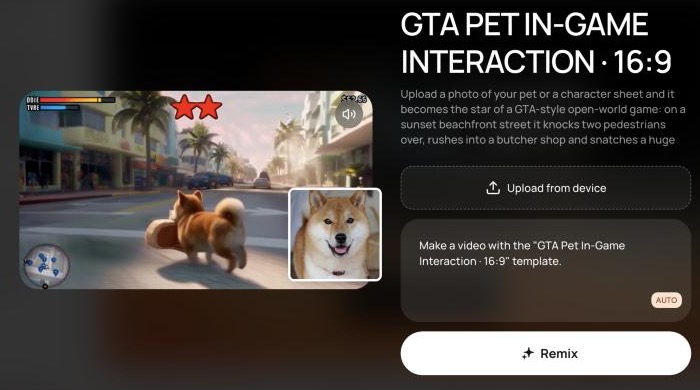 GTA PET IN-GAME
INTERACTION · 16:9
Upload a photo of your pet or a character sheet and it
becomes the star of a GTA-style open-world game: on a
sunset beachfront street it knocks two pedestrians
over, rushes into a butcher shop and snatches a huge
Upload from device
Make a video with the "GTA Pet In-Game
Interaction · 16:9" template.
AUTO
Remix